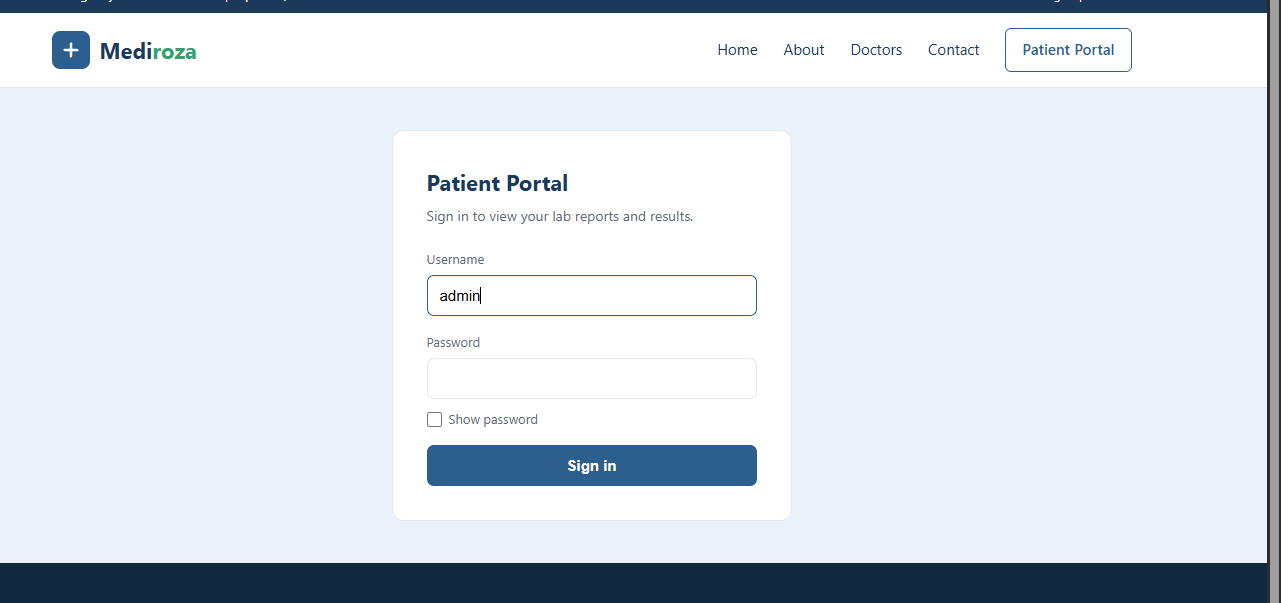 Mediroza
Home About Doctors Contact Patient Portal
Patient Portal
Sign in to view your lab reports and results.
Username
admin
Password
Show password
Sign in